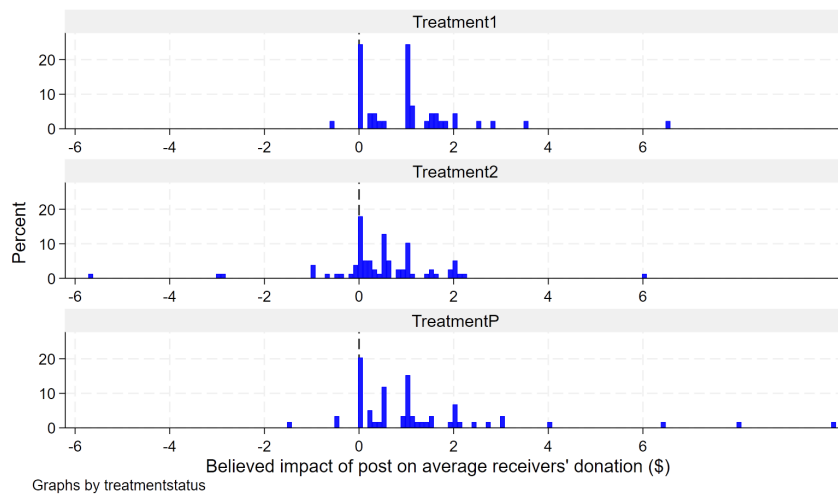 Treatment1
20
10
0
-6 -4 -2 0 2 4 6
Treatment2
20
10
0
-6 -4 -2 0 2 4 6
TreatmentP
20
10
0
-6 -4 -2 0 2 4 6
Percent
Believed impact of post on average receivers' donation ($)
Graphs by treatmentstatus